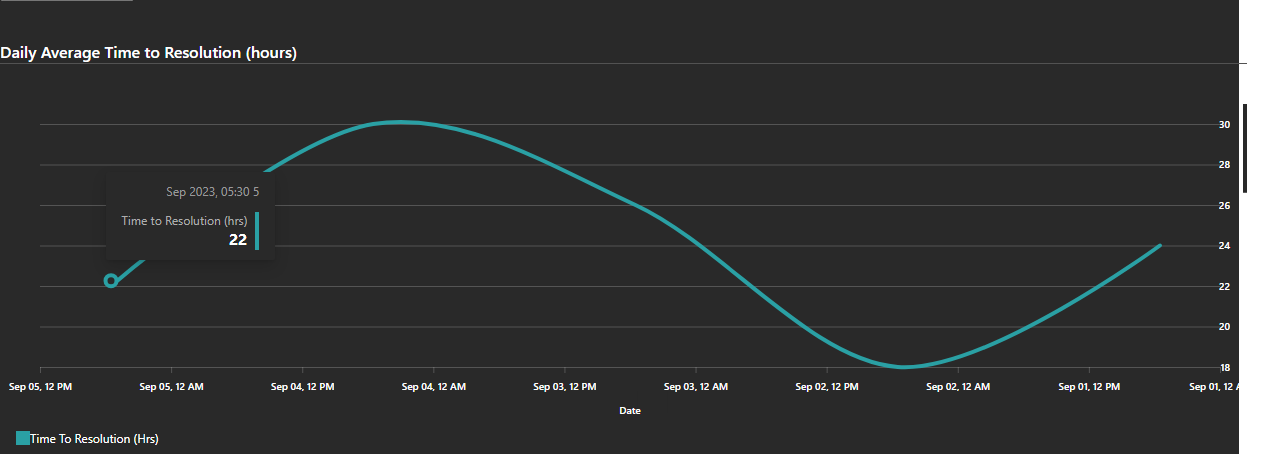 Daily Average Time to Resolution (hours)
30
28
Sep 2023, 05:30 5
Time to Resolution (hrs)
22
26
24
22
20
18
Sep 05, 12 PM Sep 05, 12 AM Sep 04, 12 PM Sep 04, 12 AM Sep 03, 12 PM Sep 03, 12 AM Sep 02, 12 PM Sep 02, 12 AM Sep 01, 12 PM Sep 01, 12 A
Date
Time To Resolution (Hrs)